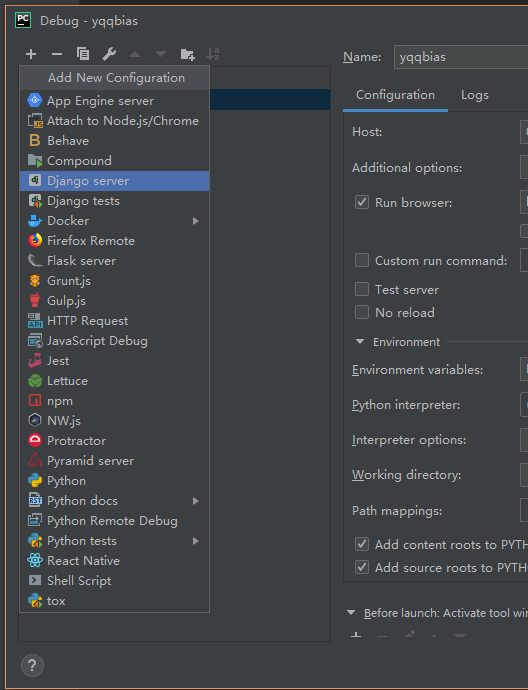 PC
Debug - yqqbias
Add New Configuration
App Engine server
Attach to Node.js/Chrome
Behave
Compound
Django server
Django tests
Docker
Firefox Remote
Flask server
Grunt.js
Gulp.js
HTTP Request
JavaScript Debug
Jest
Lettuce
npm
NW.js
Protractor
Pyramid server
Python
Python docs
Python Remote Debug
Python tests
React Native
Shell Script
tox
Name: yqqbias
Configuration Logs
Host:
Additional options:
Run browser:
Custom run command:
Test server
No reload
Environment
Environment variables:
Python interpreter:
Interpreter options:
Working directory:
Path mappings:
Add content roots to PYTH
Add source roots to PYTH
Before launch: Activate tool wi
?